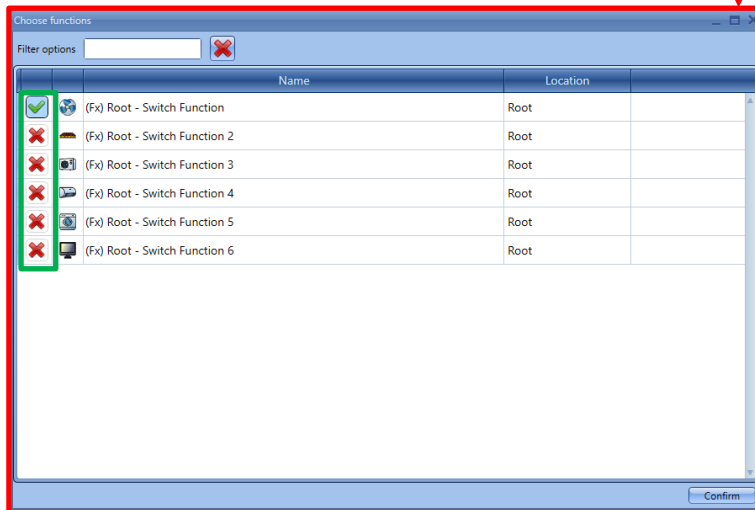 Choose functions
Filter options
Name Location
(Fx) Root - Switch Function Root
(Fx) Root - Switch Function 2 Root
(Fx) Root - Switch Function 3 Root
(Fx) Root - Switch Function 4 Root
(Fx) Root - Switch Function 5 Root
(Fx) Root - Switch Function 6 Root
Confirm